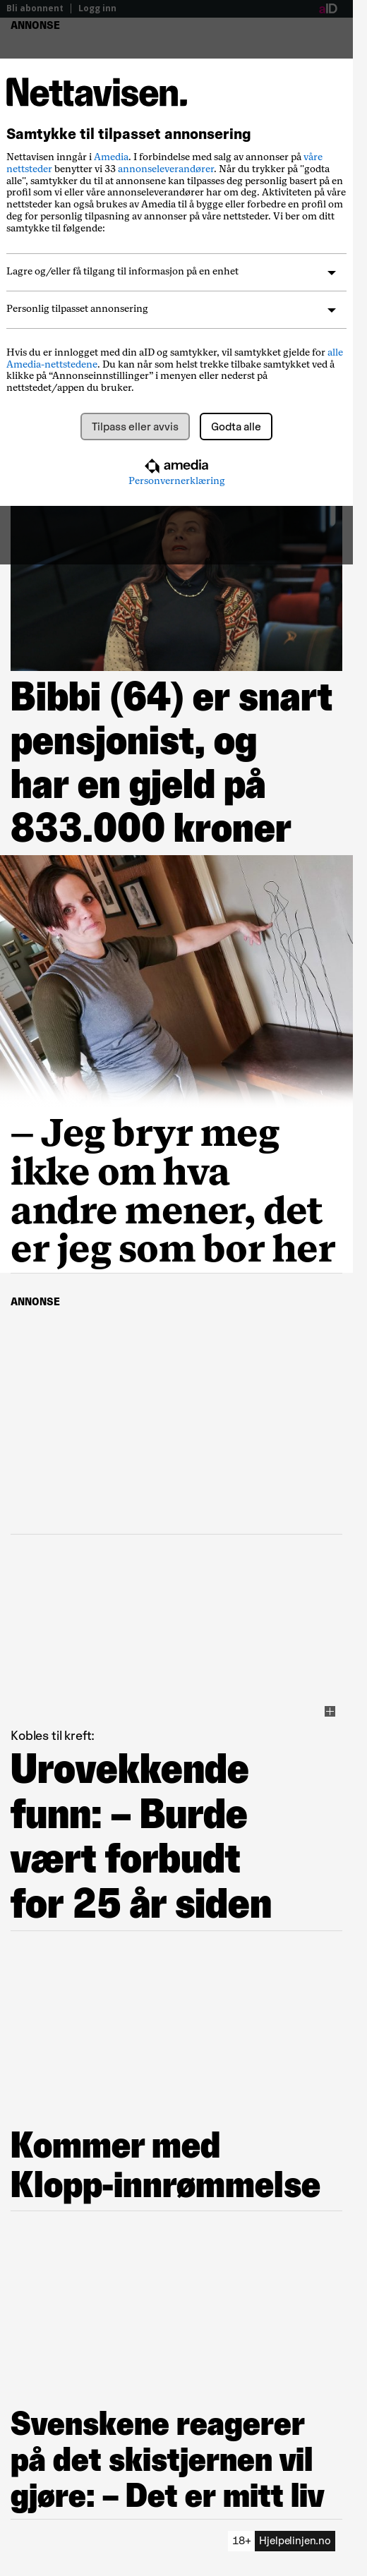 Bli abonnent | Logg inn
aID
ANNONSE
Nettavisen.
Samtykke til tilpasset annonsering
Nettavisen inngår i Amedia. I forbindelse med salg av annonser på våre
nettsteder benytter vi 33 annonseleverandører. Når du trykker på "godta
alle", samtykker du til at annonsene kan tilpasses deg personlig basert på en
profil som vi eller våre annonseleverandører har om deg. Aktiviteten på våre
nettsteder kan også brukes av Amedia til å bygge eller forbedre en profil om
deg for personlig tilpasning av annonser på våre nettsteder. Vi ber om ditt
samtykke til følgende:
Lagre og/eller få tilgang til informasjon på en enhet
Personlig tilpasset annonsering
Hvis du er innlogget med din aID og samtykker, vil samtykket gjelde for alle
Amedia-nettstedene. Du kan når som helst trekke tilbake samtykket ved å
klikke på “Annonseinnstillinger” i menyen eller nederst på
nettstedet/appen du bruker.
Tilpass eller avvis
Godta alle
amedia
Personvernerklæring
Bibbi (64) er snart
pensjonist, og
har en gjeld på
833.000 kroner
– Jeg bryr meg
ikke om hva
andre mener, det
er jeg som bor her
ANNONSE
Kobles til kreft:
Urovekkende
funn: – Burde
vært forbudt
for 25 år siden
Kommer med
Klopp-innrømmelse
Svenskene reagerer
på det skistjernen vil
gjøre: – Det er mitt liv
18+ Hjelpelinjen.no